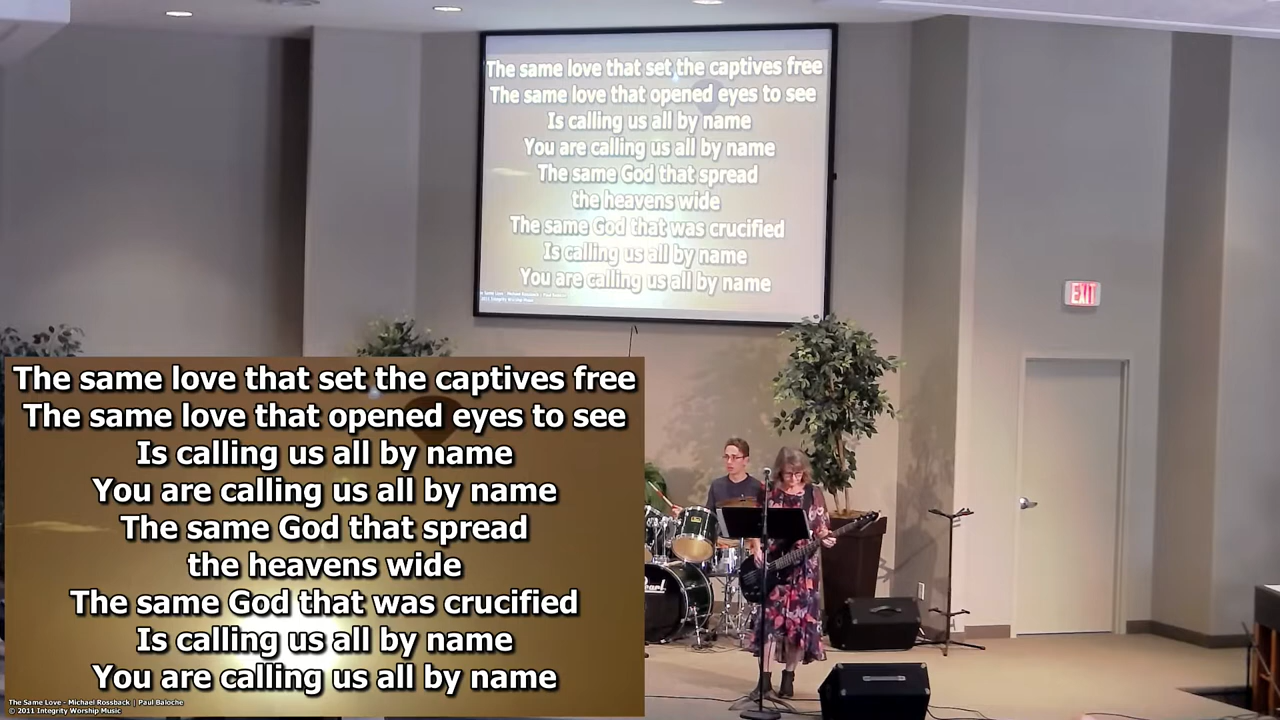 The same love that set the captives free
The same love that opened eyes to see
Is calling us all by name
You are calling us all by name
The same God that spread
the heavens wide
The same God that was crucified
Is calling us all by name
You are calling us all by name
EXIT
The same love that set the captives free
The same love that opened eyes to see
Is calling us all by name
You are calling us all by name
The same God that spread
the heavens wide
The same God that was crucified
Is calling us all by name
You are calling us all by name
The Same Love - Michael Rossback | Paul Baloche
© 2011 Integrity Worship Music
Pearl